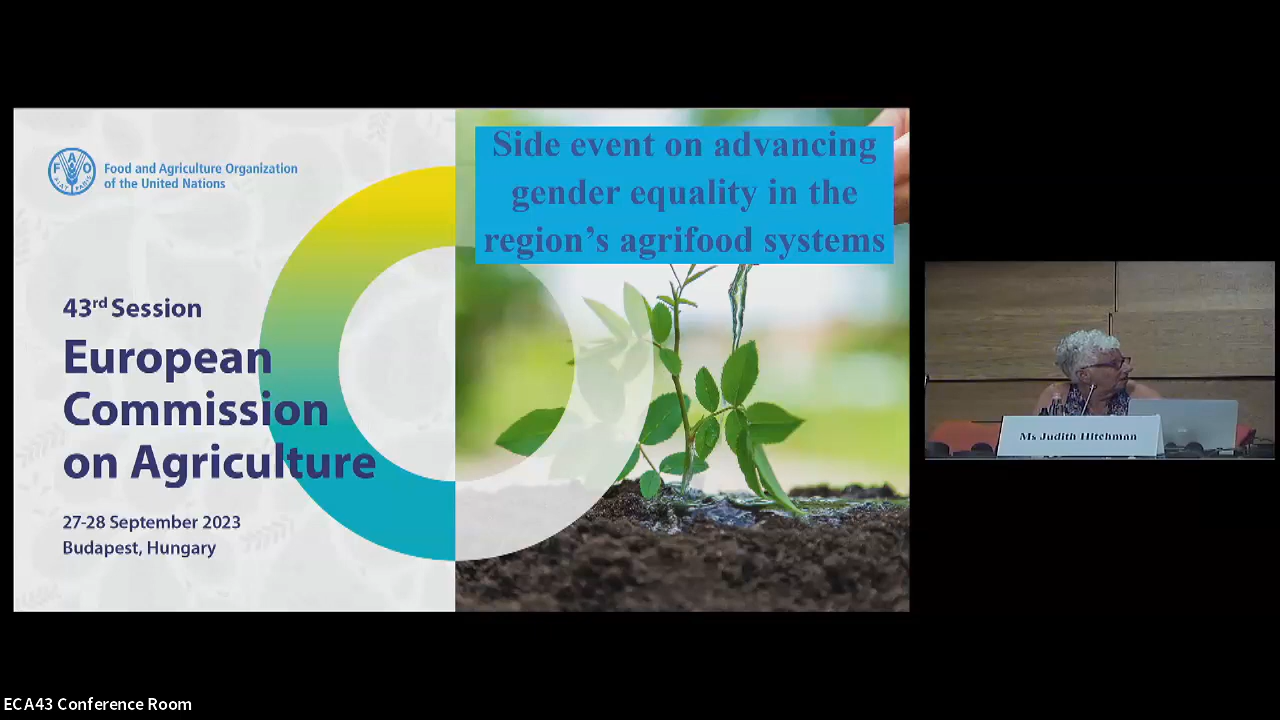 Food and Agriculture Organization
of the United Nations
43rd Session
European
Commission
on Agriculture
27-28 September 2023
Budapest, Hungary
Side event on advancing
gender equality in the
region's agrifood systems
Ms Judith Hitchman
ECA43 Conference Room